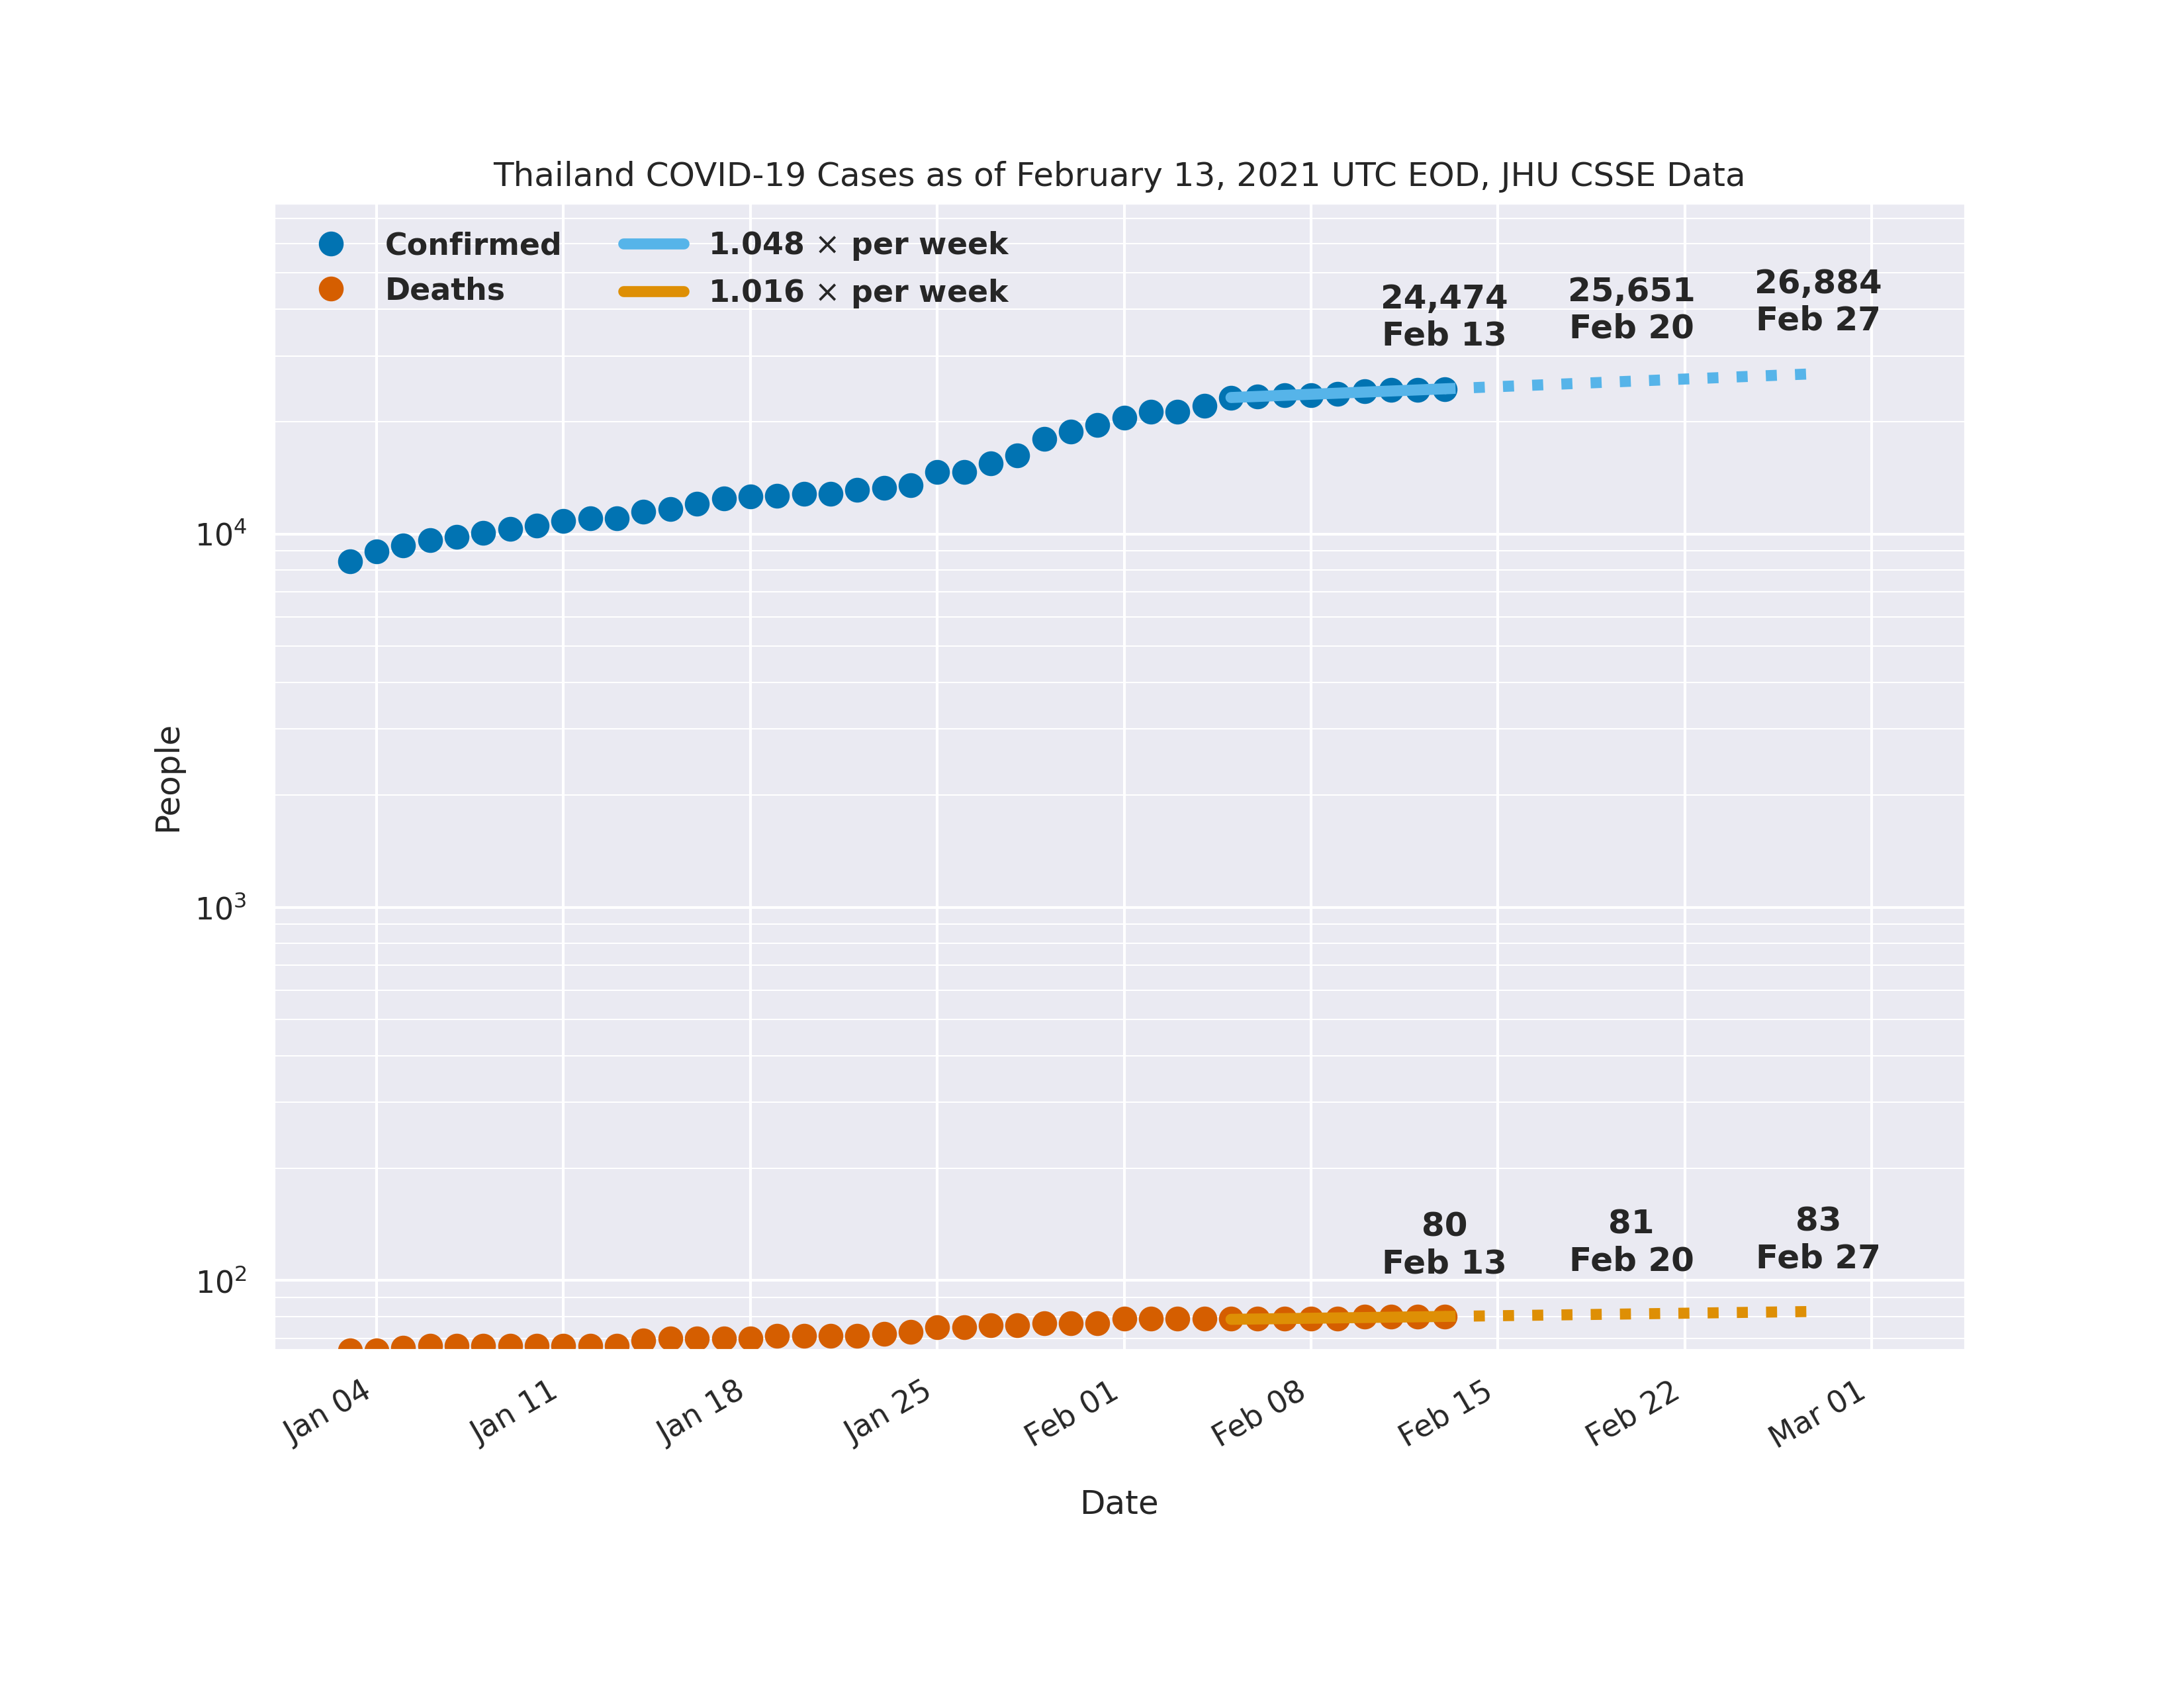 Thailand COVID-19 Cases as of February 13, 2021 UTC EOD, JHU CSSE Data
Confirmed
Deaths
1.048 × per week
1.016 × per week
24,474
Feb 13
25,651
Feb 20
26,884
Feb 27
10⁴
10³
10²
People
80
Feb 13
81
Feb 20
83
Feb 27
Jan 04
Jan 11
Jan 18
Jan 25
Feb 01
Feb 08
Feb 15
Feb 22
Mar 01
Date